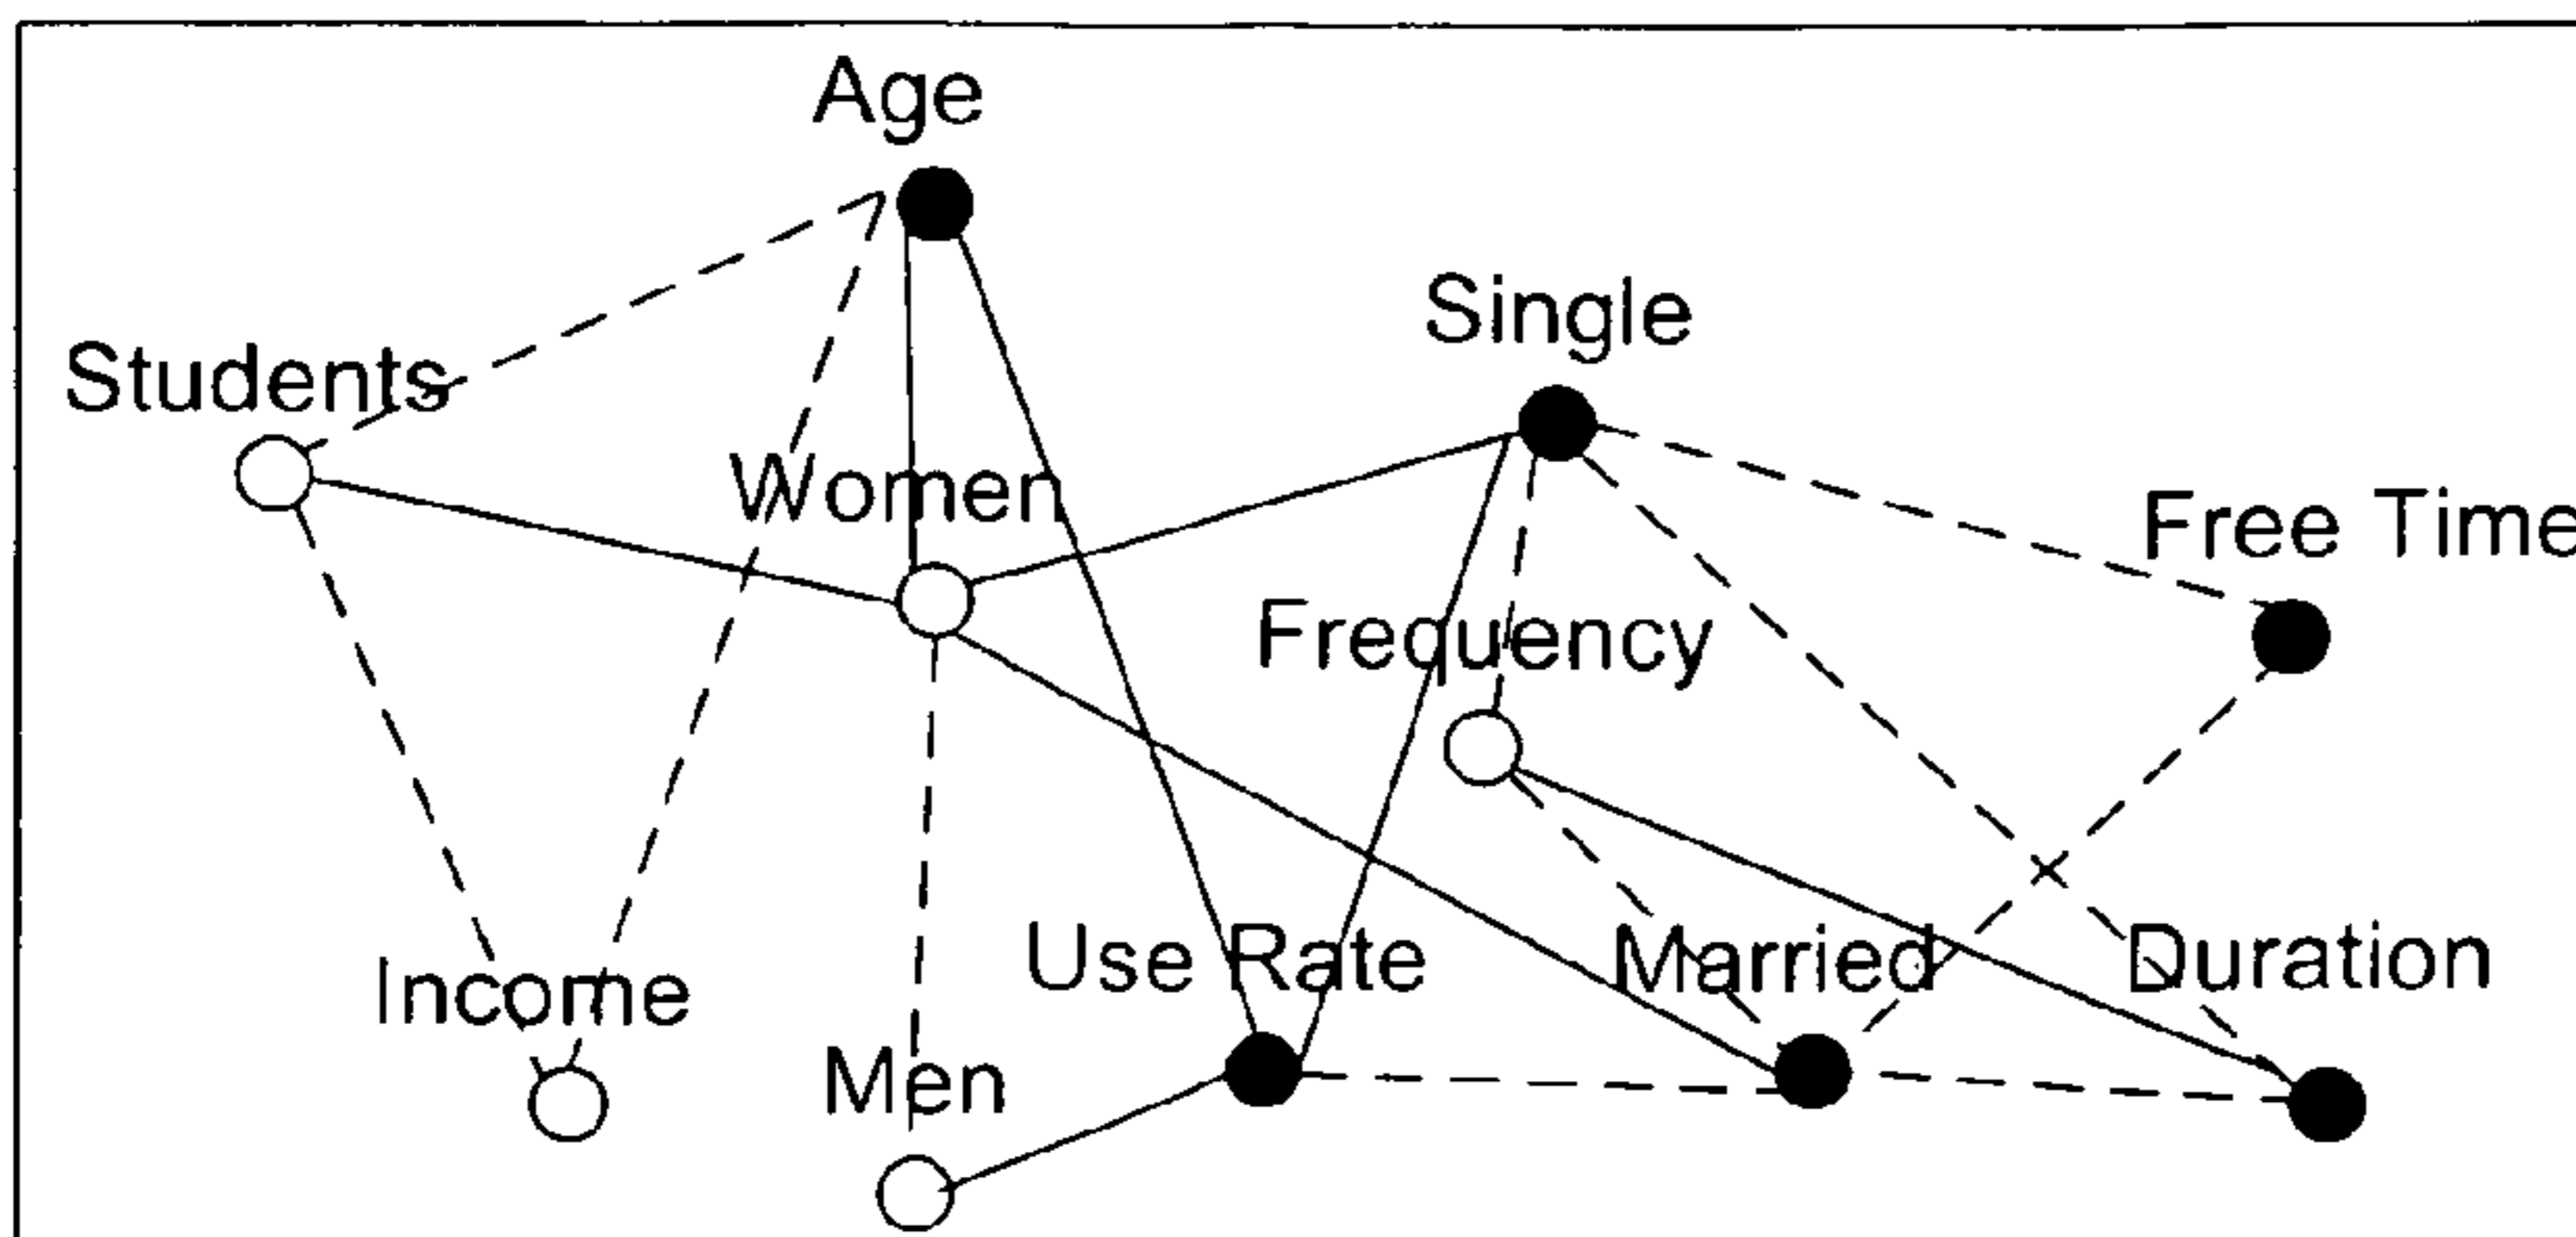 Age
Single
Students
Women
Free Time
Frequency
Use Rate
Married
Duration
Income
Men